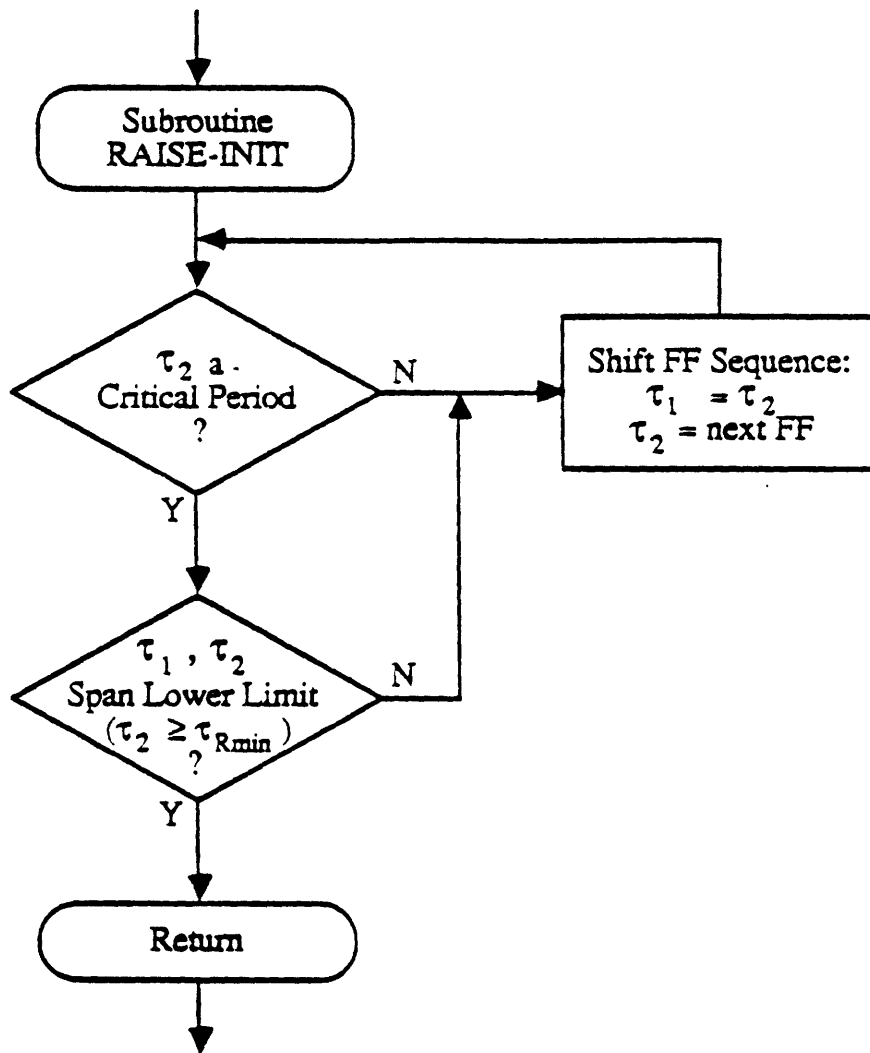 Subroutine
RAISE-INIT
τ₂ a
Critical Period
?
N
Y
Shift FF Sequence:
τ₁ = τ₂
τ₂ = next FF
τ₁ , τ₂
Span Lower Limit
(τ₂ ≥ τRmin)
?
N
Y
Return